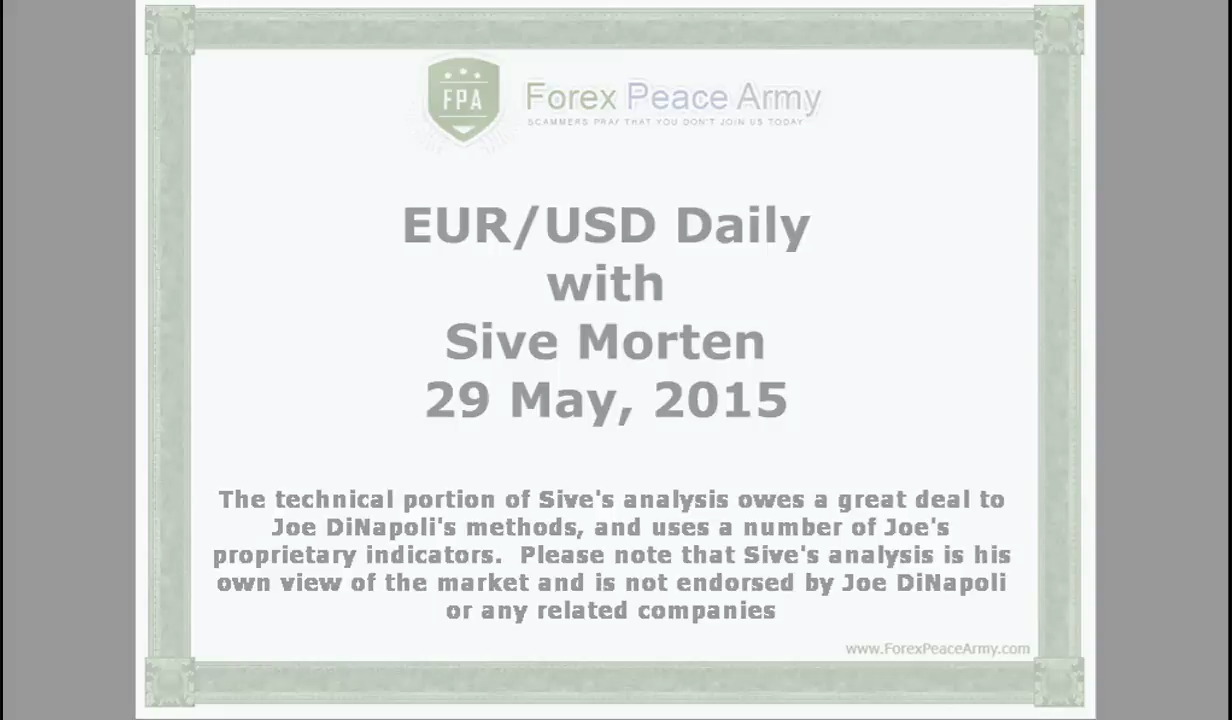 FPA
Forex Peace Army
SCAMMERS PRAY THAT YOU DON'T JOIN US TODAY
EUR/USD Daily
with
Sive Morten
29 May, 2015
The technical portion of Sive's analysis owes a great deal to
Joe DiNapoli's methods, and uses a number of Joe's
proprietary indicators.  Please note that Sive's analysis is his
own view of the market and is not endorsed by Joe DiNapoli
or any related companies
www.ForexPeaceArmy.com